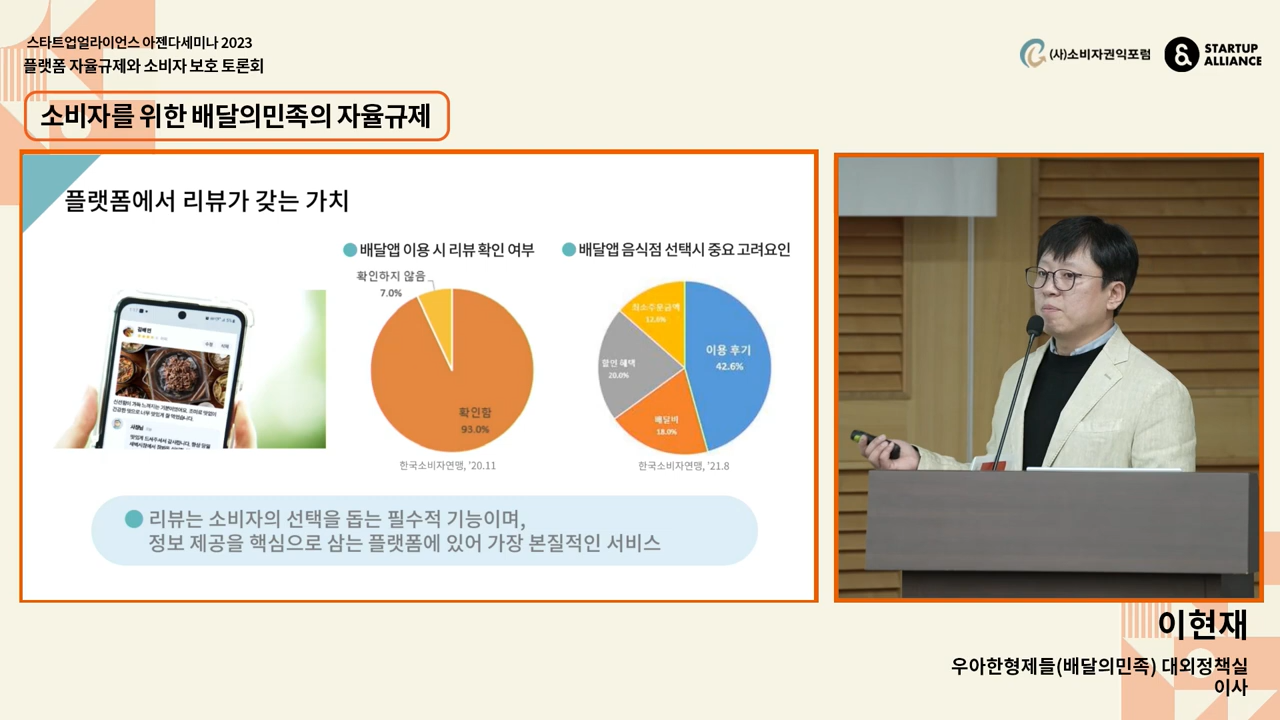 스타트업얼라이언스 아젠다세미나 2023
플랫폼 자율규제와 소비자 보호 토론회
(사)소비자권익포럼
STARTUP
ALLIANCE
소비자를 위한 배달의민족의 자율규제
플랫폼에서 리뷰가 갖는 가치
배달앱 이용 시 리뷰 확인 여부
확인하지 않음
7.0%
확인함
93.0%
한국소비자연맹, '20.11
배달앱 음식점 선택시 중요 고려요인
최소주문금액
12.6%
이용 후기
42.6%
할인 혜택
20.0%
배달비
18.0%
한국소비자연맹, '21.8
사장님
리뷰는 소비자의 선택을 돕는 필수적 기능이며,
정보 제공을 핵심으로 삼는 플랫폼에 있어 가장 본질적인 서비스
이현재
우아한형제들(배달의민족) 대외정책실
이사